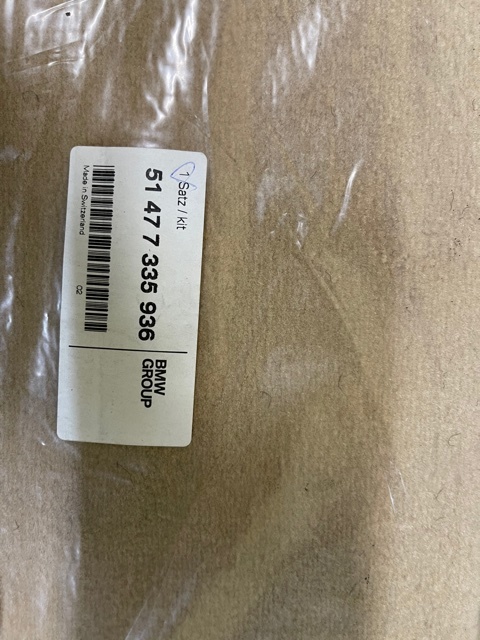 1 Satz / kit
51 47 7 335 936
BMW
GROUP
Made in Switzerland
02